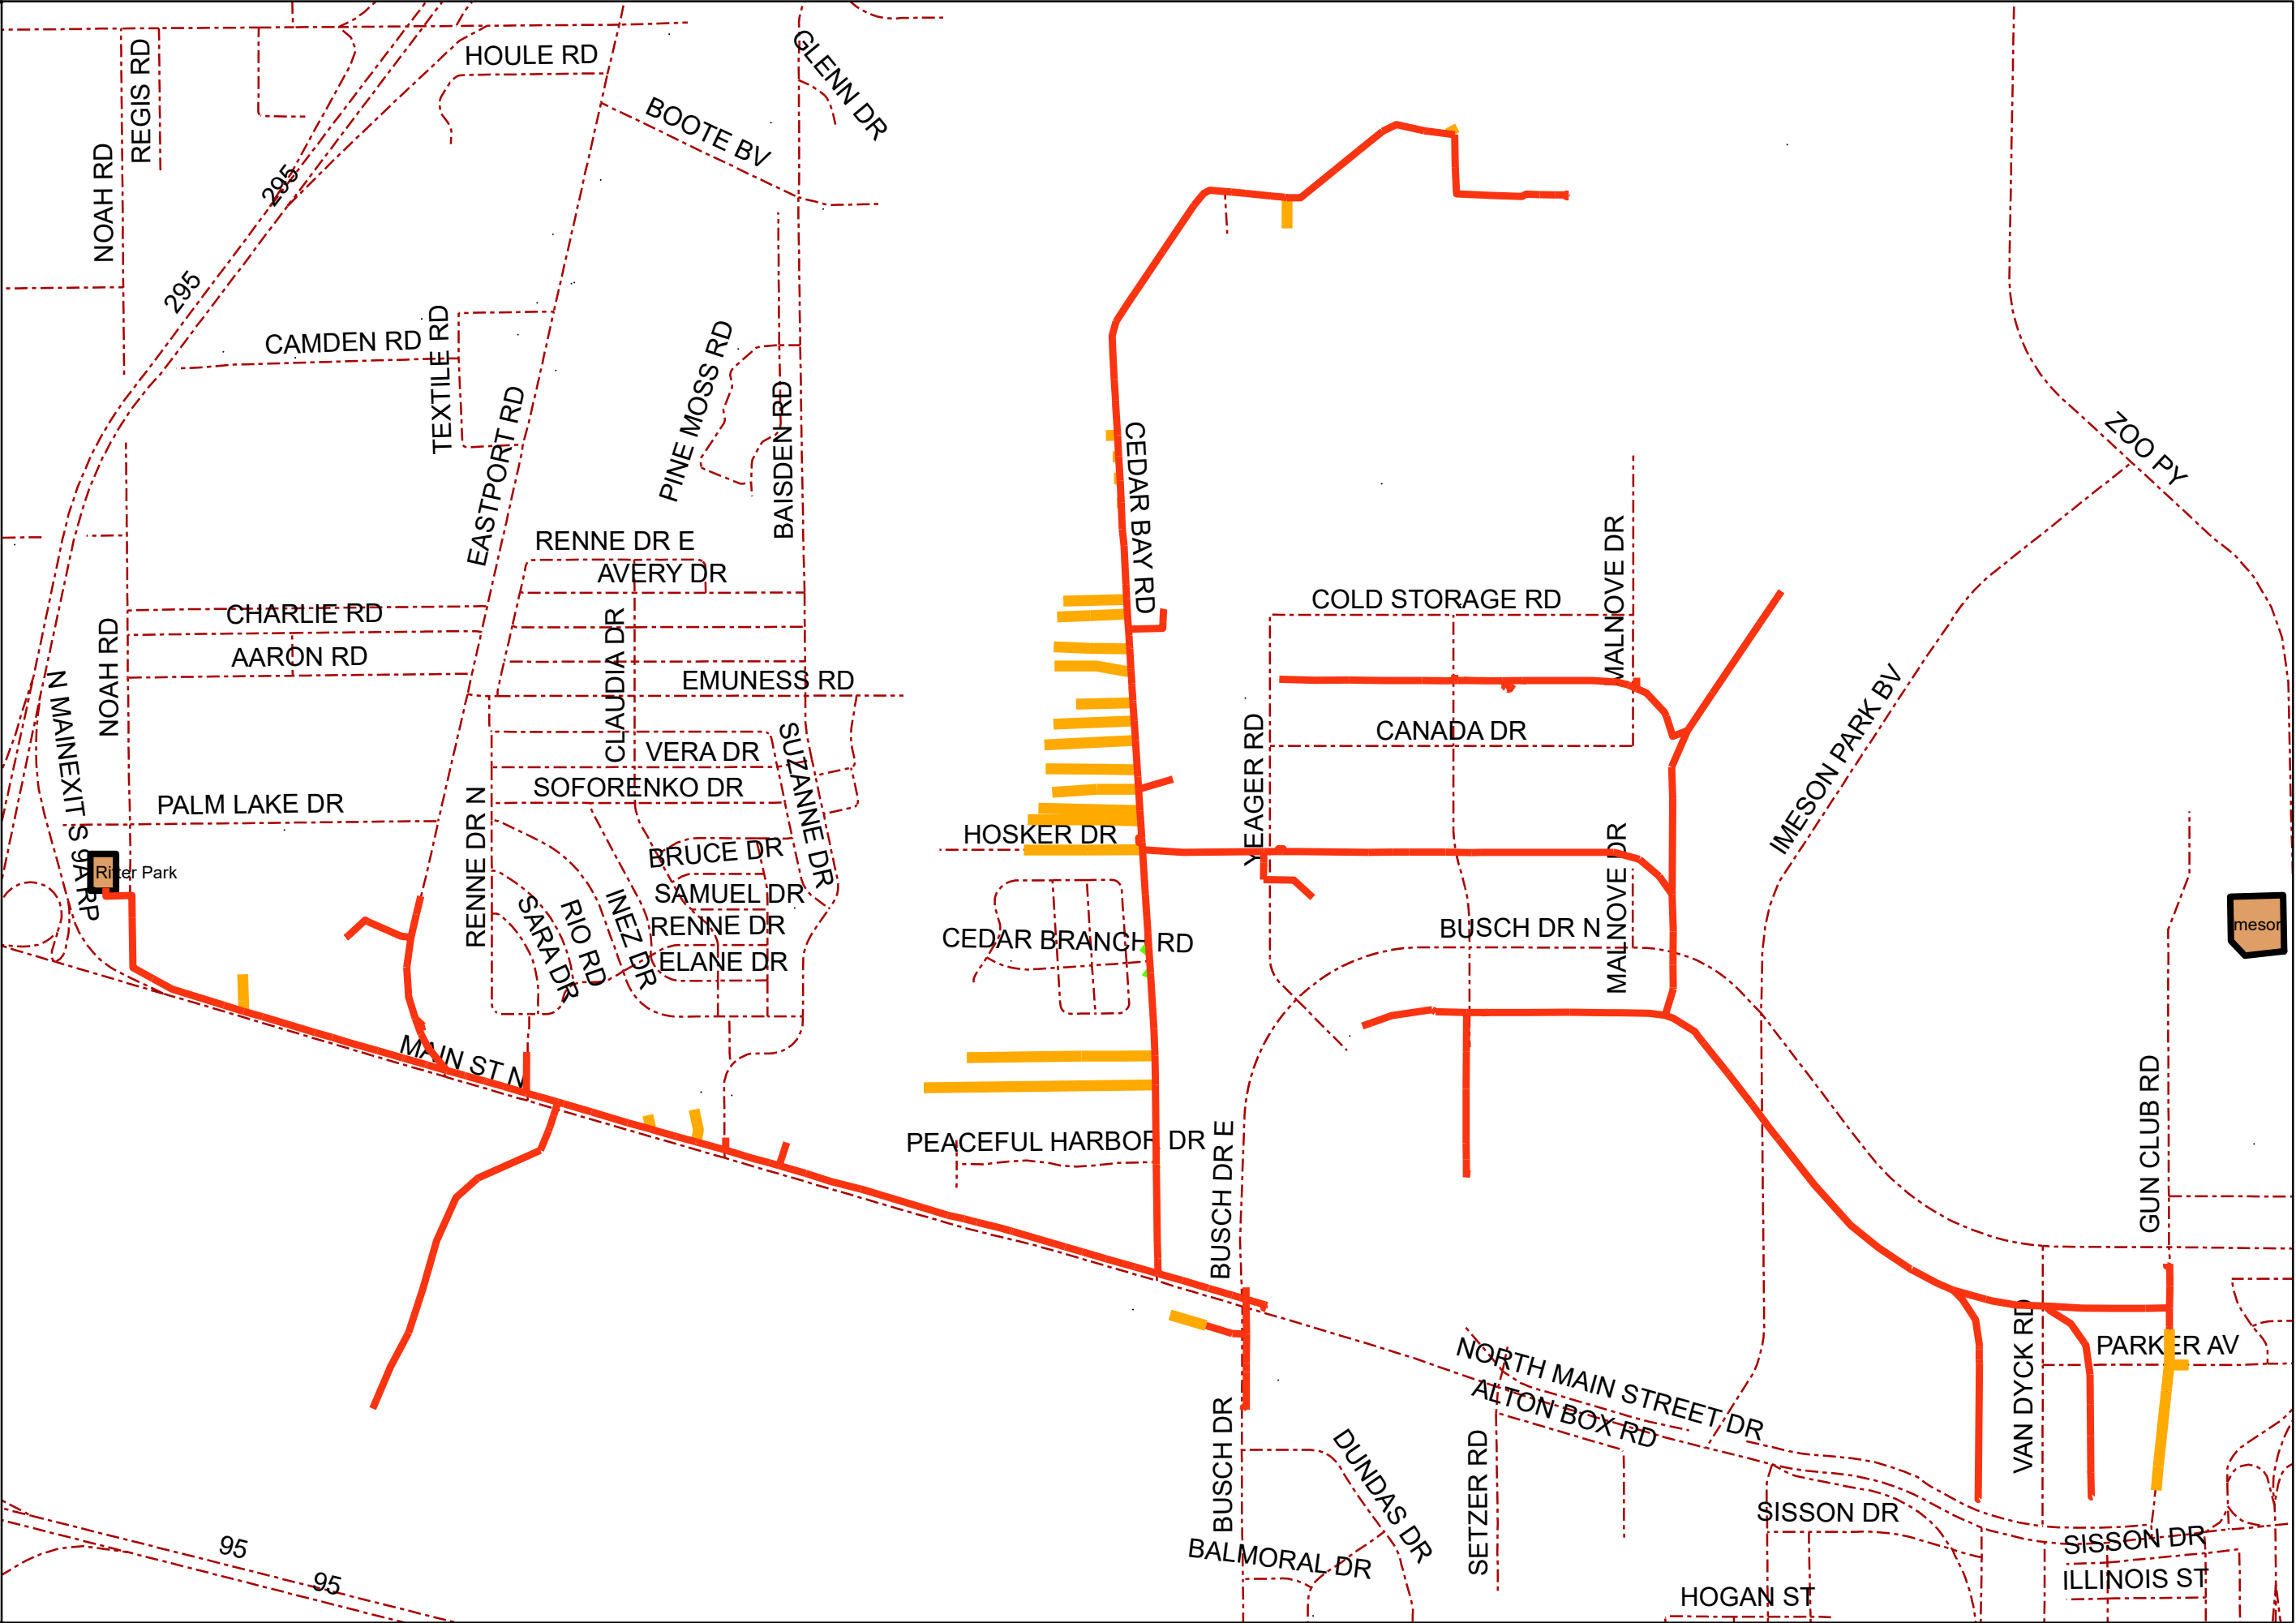 HOULE RD
GLENN DR
REGIS RD
BOOTE BV
NOAH RD
295
295
CAMDEN RD
TEXTILE RD
PINE MOSS RD
EASTPORT RD
BAISDEN RD
CEDAR BAY RD
ZOO PY
RENNE DR E
AVERY DR
MALNOVE DR
COLD STORAGE RD
CHARLIE RD
CLAUDIA DR
NOAH RD
AARON RD
EMUNESS RD
N MAINEXIT S 9A RP
IMESON PARK BV
YEAGER RD
CANADA DR
SUZANNE DR
VERA DR
SOFORENKO DR
PALM LAKE DR
RENNE DR N
HOSKER DR
MALNOVE DR
BRUCE DR
Ritter Park
SAMUEL DR
SARA DR
RIO RD
INEZ DR
RENNE DR
BUSCH DR N
meson
CEDAR BRANCH RD
ELANE DR
MAIN ST N
GUN CLUB RD
PEACEFUL HARBOR DR
BUSCH DR E
VAN DYCK RD
PARKER AV
NORTH MAIN STREET DR
ALTON BOX RD
BUSCH DR
DUNDAS DR
SETZER RD
SISSON DR
SISSON DR
95
BALMORAL DR
95
ILLINOIS ST
HOGAN ST